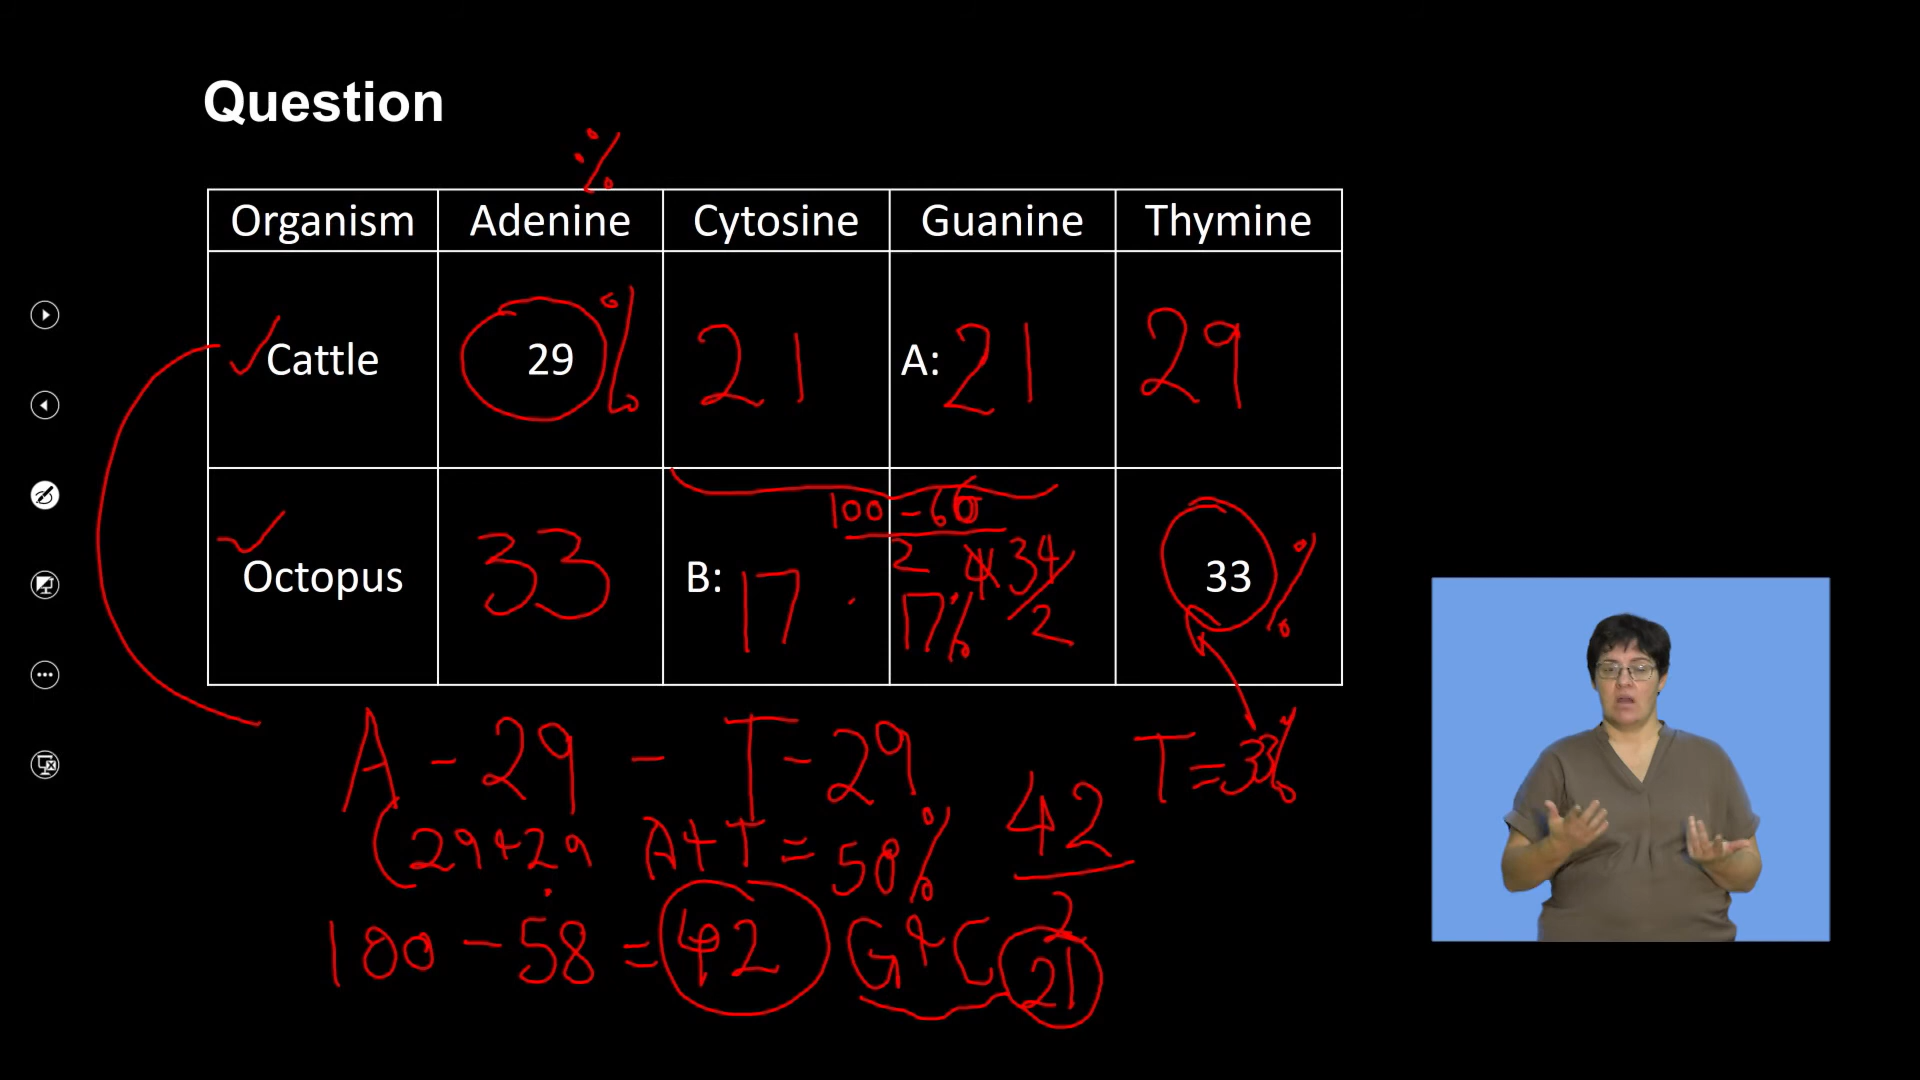 Question
%
Organism Adenine Cytosine Guanine Thymine
Cattle 29 % 21 A: 21 29
100 - 66
2 34
2
Octopus 33 B: 17 17% 33 %
A - 29 - T - 29 T = 33%
(29+29 A+T = 58% 42
2
100 - 58 = 42 G+C 21